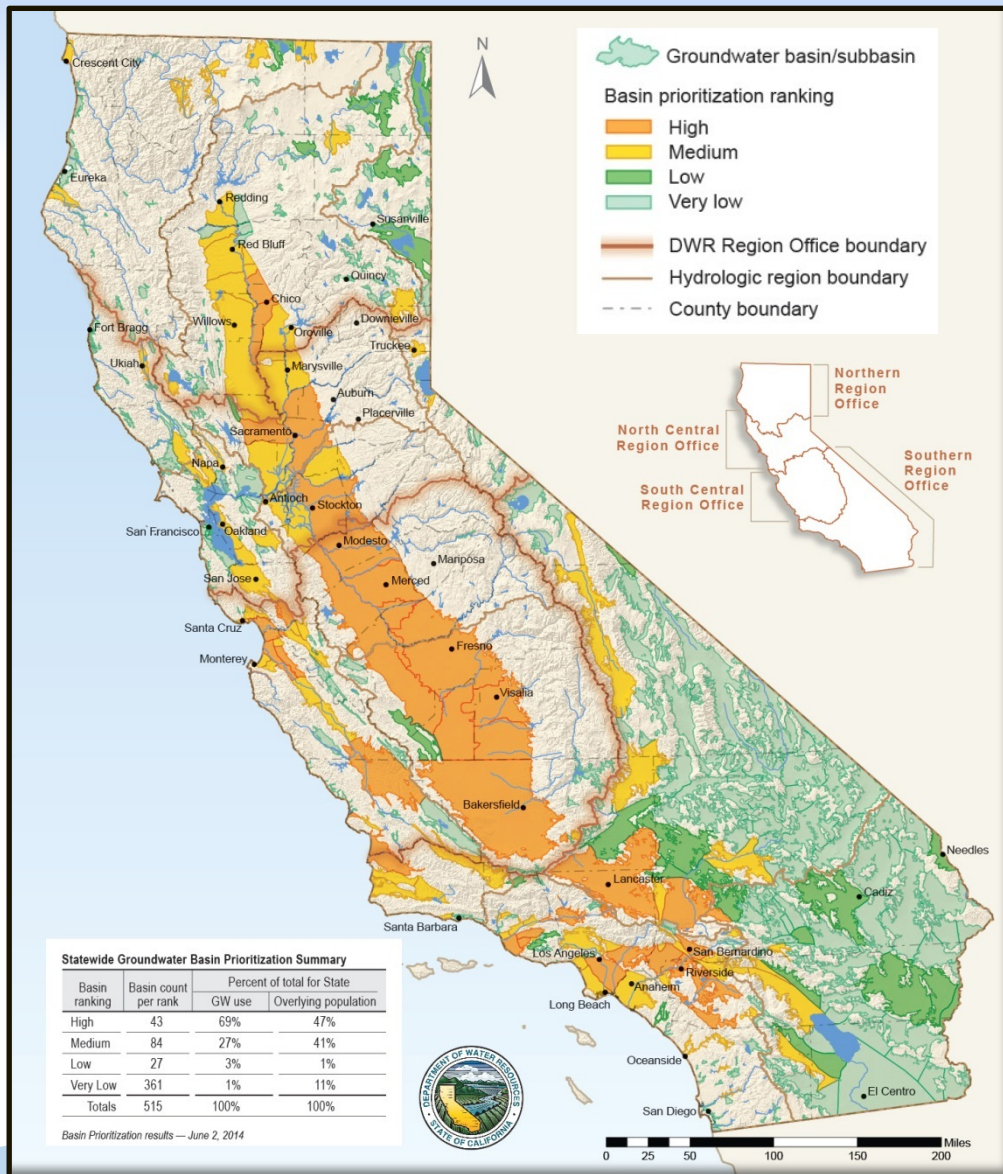 N
Groundwater basin/subbasin
Basin prioritization ranking
High
Medium
Low
Very low
DWR Region Office boundary
Hydrologic region boundary
County boundary
Northern
Region
Office
North Central
Region Office
South Central
Region Office
Southern
Region
Office
Crescent City
Eureka
Redding
Susanville
Red Bluff
Quincy
Chico
Fort Bragg
Willows
Oroville
Downieville
Ukiah
Truckee
Marysville
Auburn
Placerville
Sacramento
Napa
Antioch
Stockton
San Francisco
Oakland
Modesto
Mariposa
San Jose
Merced
Santa Cruz
Fresno
Monterey
Visalia
Bakersfield
Needles
Lancaster
Cadiz
Santa Barbara
Los Angeles
San Bernardino
Riverside
Anaheim
Long Beach
Oceanside
El Centro
San Diego
Statewide Groundwater Basin Prioritization Summary
Basin ranking Basin count per rank Percent of total for State
GW use Overlying population
High 43 69% 47%
Medium 84 27% 41%
Low 27 3% 1%
Very Low 361 1% 11%
Totals 515 100% 100%
Basin Prioritization results — June 2, 2014
DEPARTMENT OF WATER RESOURCES
STATE OF CALIFORNIA
Miles
0 25 50 100 150 200